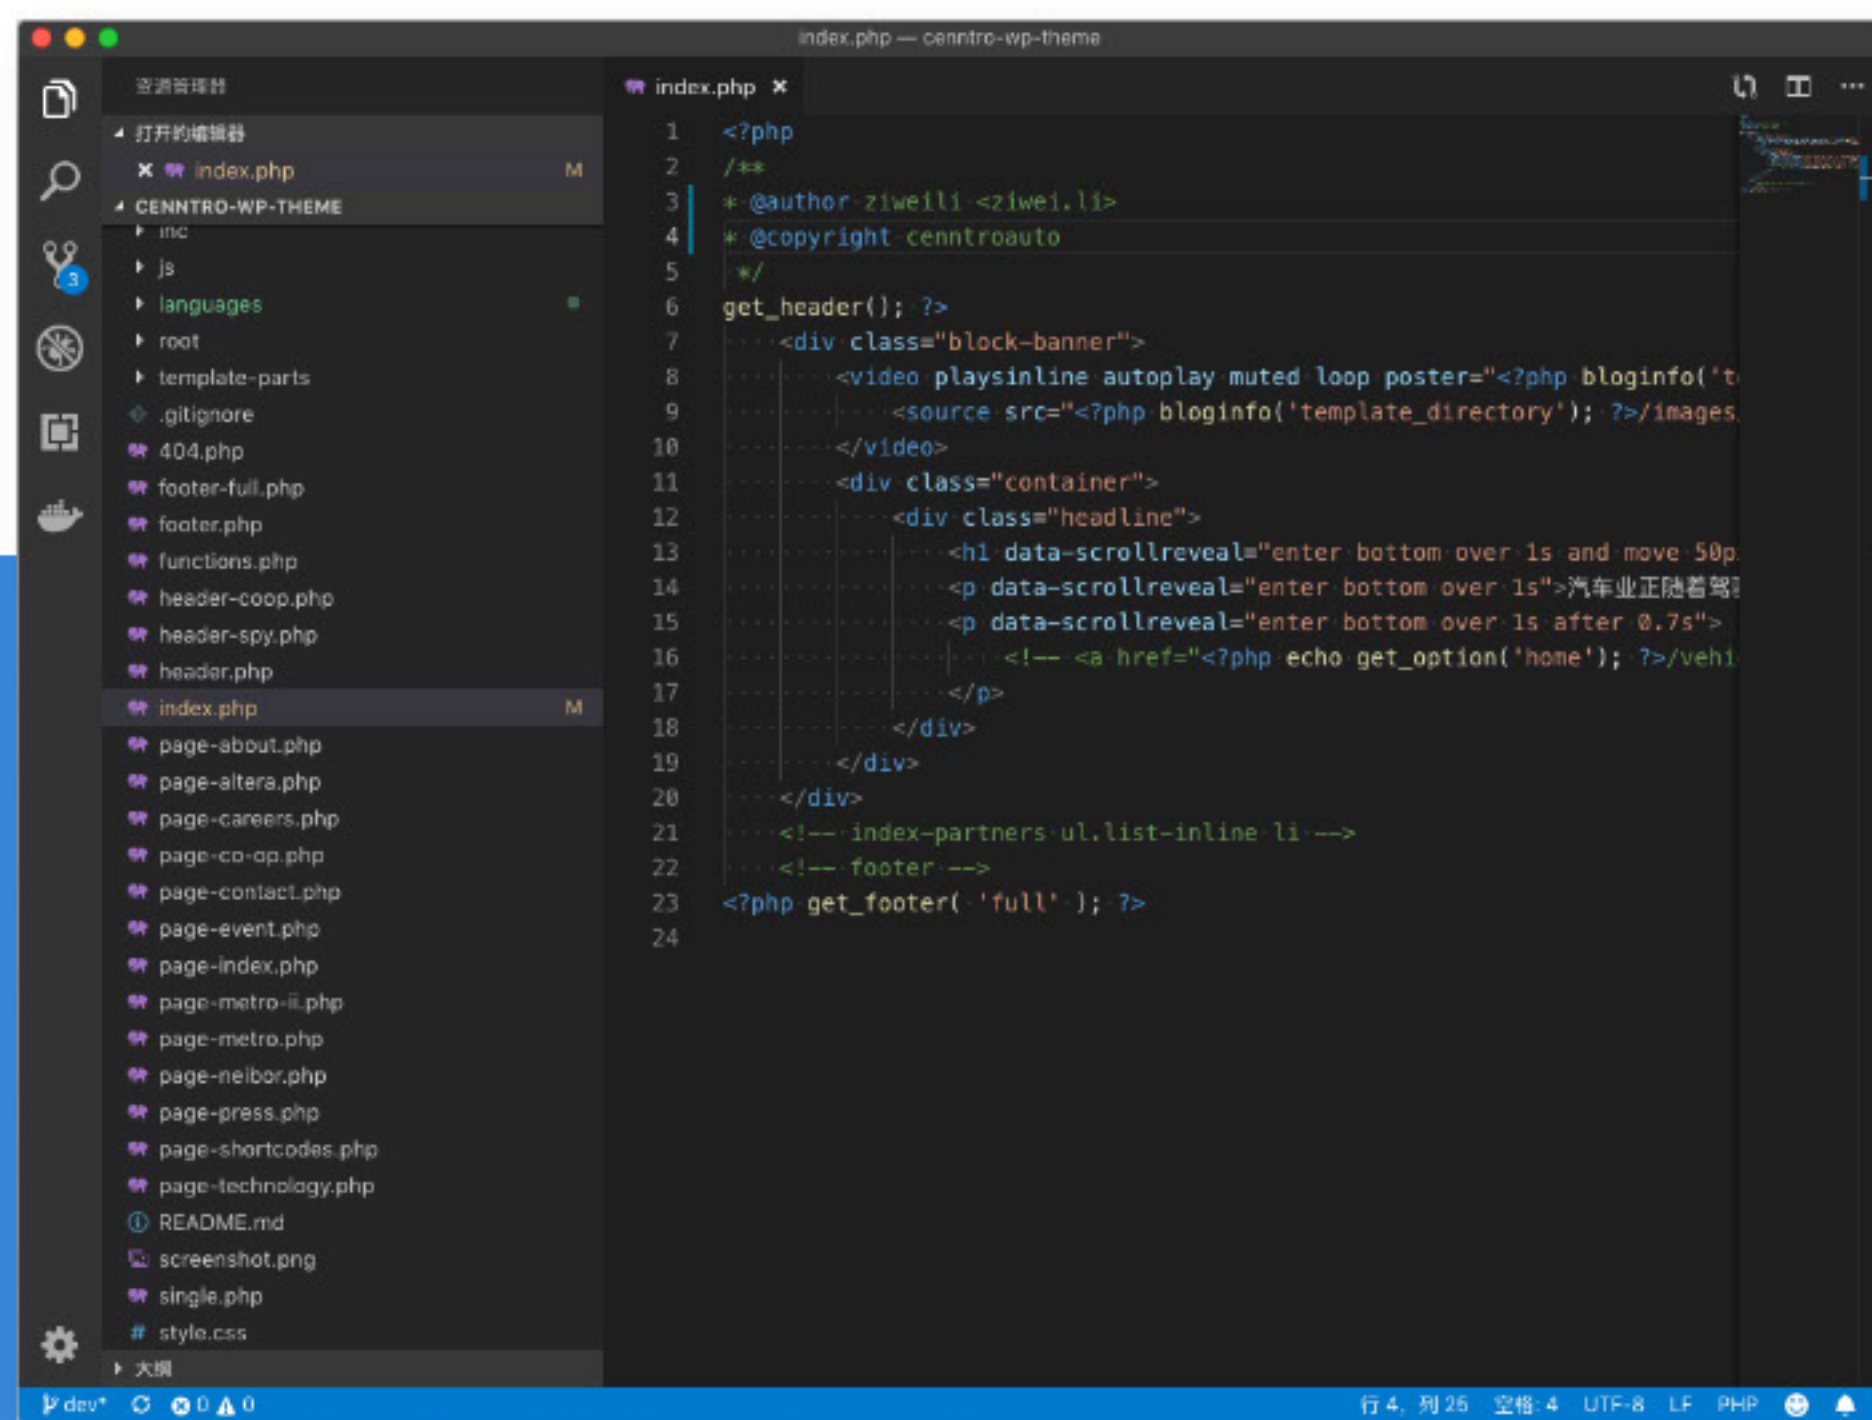 index.php — cenntro-wp-theme
资源管理器
打开的编辑器
index.php M
CENNTRO-WP-THEME
inc
js
languages
root
template-parts
.gitignore
404.php
footer-full.php
footer.php
functions.php
header-coop.php
header-spy.php
header.php
index.php M
page-about.php
page-altera.php
page-careers.php
page-co-op.php
page-contact.php
page-event.php
page-index.php
page-metro-ii.php
page-metro.php
page-neibor.php
page-press.php
page-shortcodes.php
page-technology.php
README.md
screenshot.png
single.php
# style.css
大纲
3
index.php
1 <?php
2 /**
3 * @author ziweili <ziwei.li>
4 * @copyright cenntroauto
5 */
6 get_header(); ?>
7 <div class="block-banner">
8 <video playsinline autoplay muted loop poster="<?php bloginfo('t
9 <source src="<?php bloginfo('template_directory'); ?>/images
10 </video>
11 <div class="container">
12 <div class="headline">
13 <h1 data-scrollreveal="enter bottom over 1s and move 50p
14 <p data-scrollreveal="enter bottom over 1s">汽车业正随着驾
15 <p data-scrollreveal="enter bottom over 1s after 0.7s">
16 <!-- <a href="<?php echo get_option('home'); ?>/vehi
17 </p>
18 </div>
19 </div>
20 </div>
21 <!-- index-partners ul.list-inline li -->
22 <!-- footer -->
23 <?php get_footer( 'full' ); ?>
24
dev* 0 0 行 4, 列 25 空格: 4 UTF-8 LF PHP